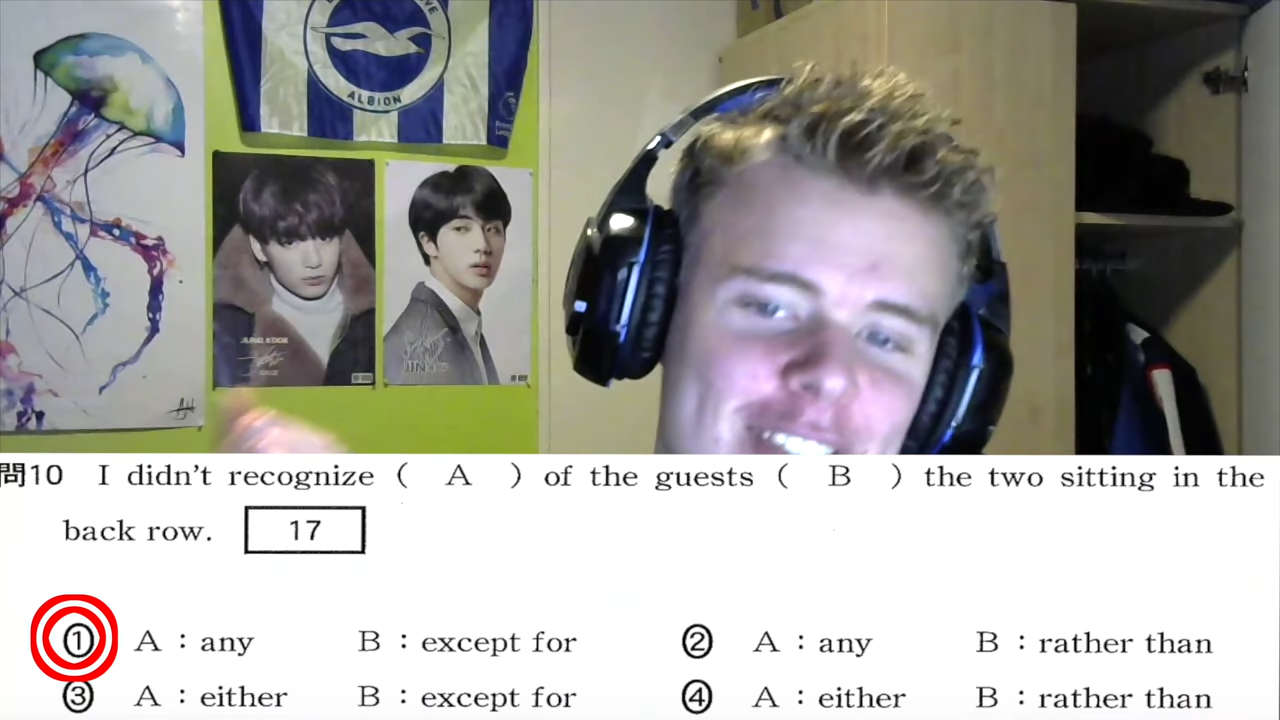 ALBION
JUNG KOOK
JIN
問10 I didn't recognize ( A ) of the guests ( B ) the two sitting in the
back row. 17
① A : any B : except for ② A : any B : rather than
③ A : either B : except for ④ A : either B : rather than